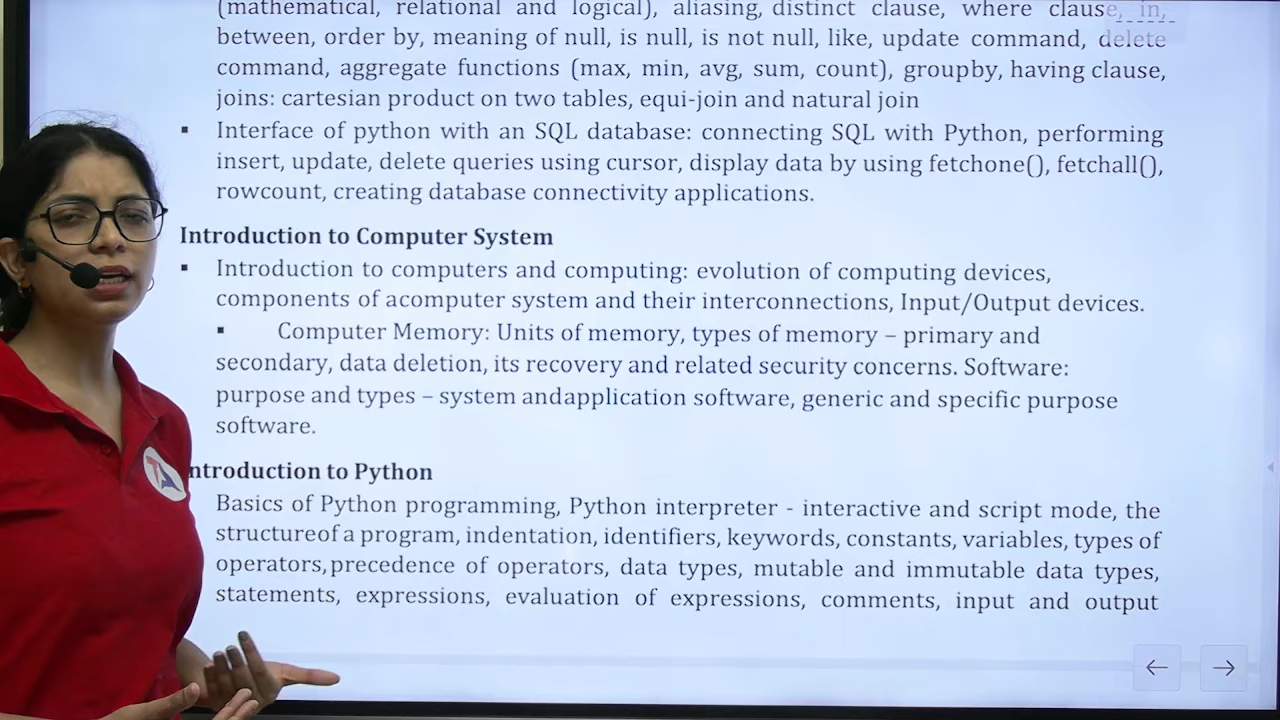 (mathematical, relational and logical), aliasing, distinct clause, where clause, in,
between, order by, meaning of null, is null, is not null, like, update command, delete
command, aggregate functions (max, min, avg, sum, count), groupby, having clause,
joins: cartesian product on two tables, equi-join and natural join
▪ Interface of python with an SQL database: connecting SQL with Python, performing
insert, update, delete queries using cursor, display data by using fetchone(), fetchall(),
rowcount, creating database connectivity applications.
Introduction to Computer System
▪ Introduction to computers and computing: evolution of computing devices,
components of acomputer system and their interconnections, Input/Output devices.
▪ Computer Memory: Units of memory, types of memory – primary and
secondary, data deletion, its recovery and related security concerns. Software:
purpose and types – system andapplication software, generic and specific purpose
software.
ntroduction to Python
Basics of Python programming, Python interpreter - interactive and script mode, the
structureof a program, indentation, identifiers, keywords, constants, variables, types of
operators, precedence of operators, data types, mutable and immutable data types,
statements, expressions, evaluation of expressions, comments, input and output